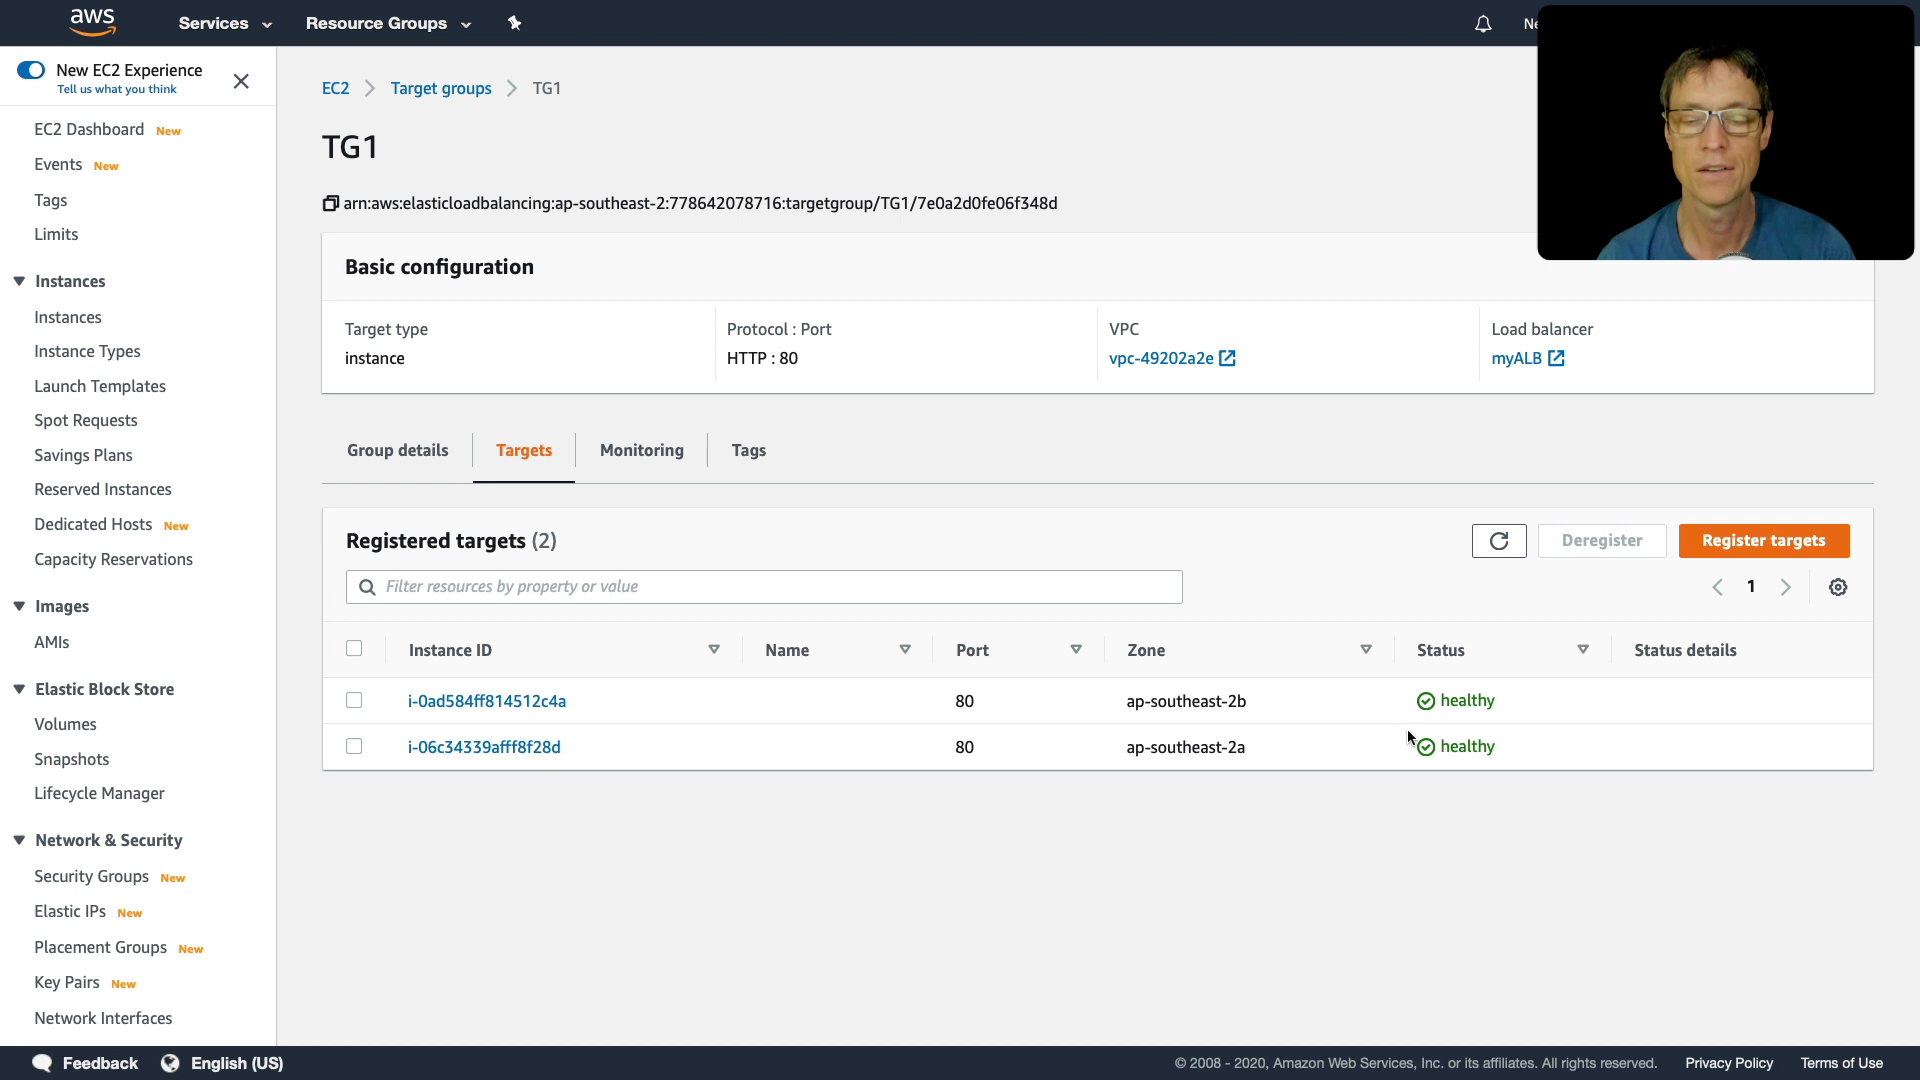 aws
Services
Resource Groups
New EC2 Experience
Tell us what you think
EC2 Dashboard New
Events New
Tags
Limits
Instances
Instances
Instance Types
Launch Templates
Spot Requests
Savings Plans
Reserved Instances
Dedicated Hosts New
Capacity Reservations
Images
AMIs
Elastic Block Store
Volumes
Snapshots
Lifecycle Manager
Network & Security
Security Groups New
Elastic IPs New
Placement Groups New
Key Pairs New
Network Interfaces
EC2 > Target groups > TG1
TG1
arn:aws:elasticloadbalancing:ap-southeast-2:778642078716:targetgroup/TG1/7e0a2d0fe06f348d
Basic configuration
Target type
instance
Protocol : Port
HTTP : 80
VPC
vpc-49202a2e
Load balancer
myALB
Group details
Targets
Monitoring
Tags
Registered targets (2)
Deregister
Register targets
Filter resources by property or value
1
Instance ID Name Port Zone Status Status details
i-0ad584ff814512c4a 80 ap-southeast-2b healthy
i-06c34339afff8f28d 80 ap-southeast-2a healthy
Feedback
English (US)
© 2008 - 2020, Amazon Web Services, Inc. or its affiliates. All rights reserved.
Privacy Policy
Terms of Use